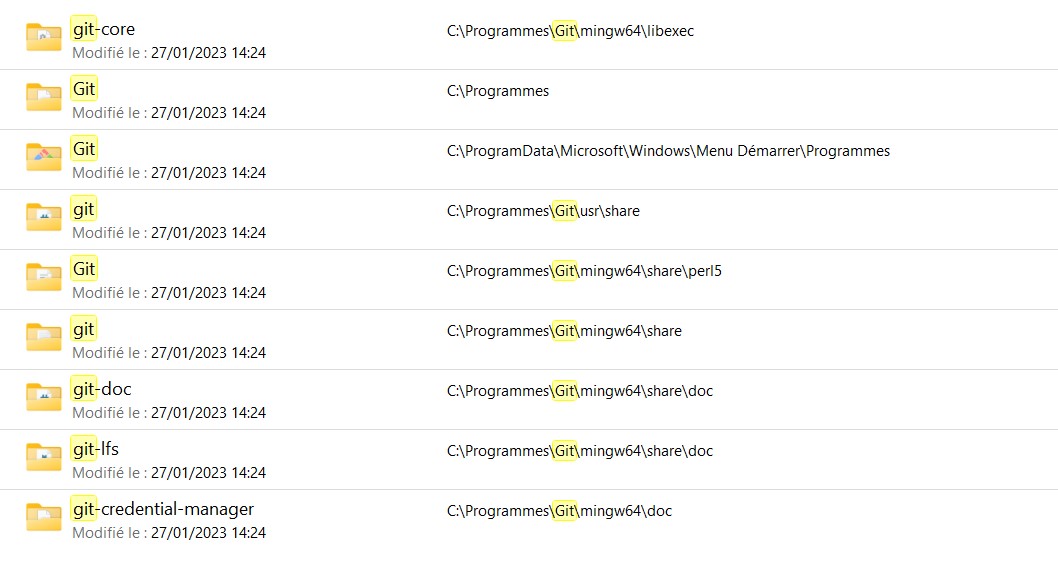 git-core
C:\Programmes\Git\mingw64\libexec
Modifié le : 27/01/2023 14:24
Git
C:\Programmes
Modifié le : 27/01/2023 14:24
Git
C:\ProgramData\Microsoft\Windows\Menu Démarrer\Programmes
Modifié le : 27/01/2023 14:24
git
C:\Programmes\Git\usr\share
Modifié le : 27/01/2023 14:24
Git
C:\Programmes\Git\mingw64\share\perl5
Modifié le : 27/01/2023 14:24
git
C:\Programmes\Git\mingw64\share
Modifié le : 27/01/2023 14:24
git-doc
C:\Programmes\Git\mingw64\share\doc
Modifié le : 27/01/2023 14:24
git-lfs
C:\Programmes\Git\mingw64\share\doc
Modifié le : 27/01/2023 14:24
git-credential-manager
C:\Programmes\Git\mingw64\doc
Modifié le : 27/01/2023 14:24